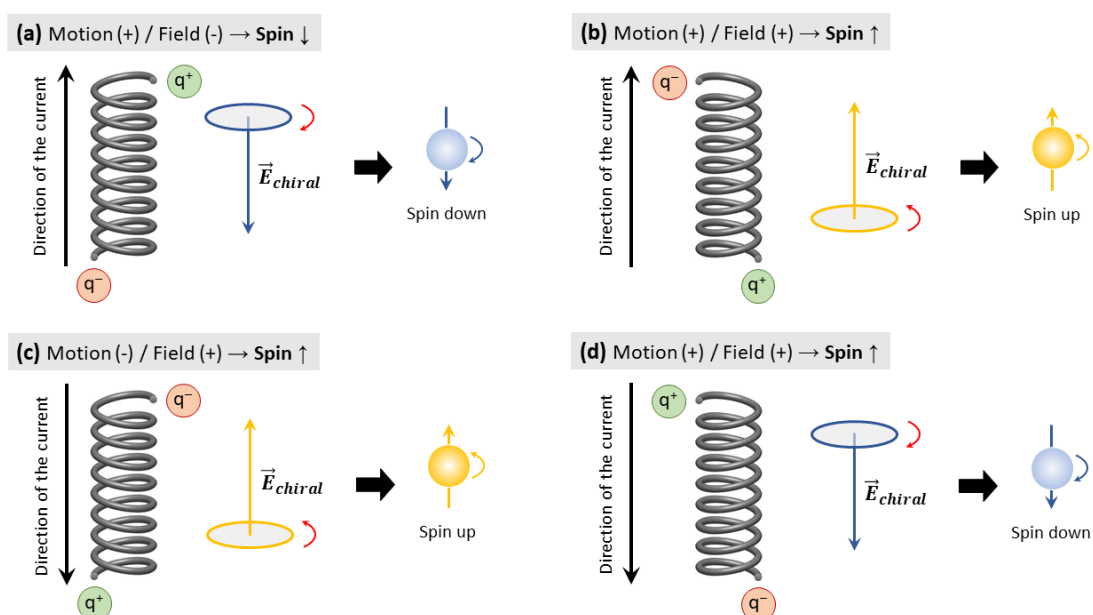 (a) Motion (+) / Field (-) → Spin ↓
Direction of the current
q⁺
q⁻
E⃗chiral
Spin down
(b) Motion (+) / Field (+) → Spin ↑
Direction of the current
q⁻
q⁺
E⃗chiral
Spin up
(c) Motion (-) / Field (+) → Spin ↑
Direction of the current
q⁻
q⁺
E⃗chiral
Spin up
(d) Motion (+) / Field (+) → Spin ↑
Direction of the current
q⁺
q⁻
E⃗chiral
Spin down